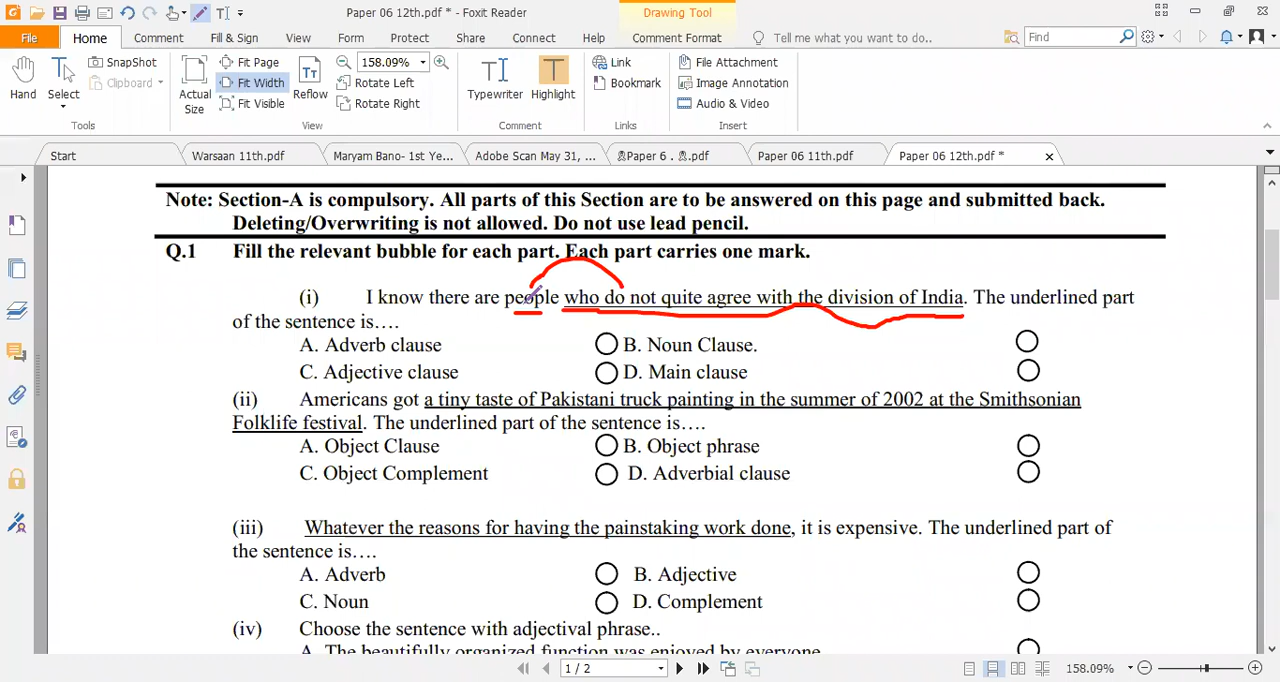 Paper 06 12th.pdf * - Foxit Reader
Drawing Tool
File Home Comment Fill & Sign View Form Protect Share Connect Help Comment Format Tell me what you want to do.. Find
Hand
Select
SnapShot
Clipboard
Tools
Actual Size
Fit Page
Fit Width
Fit Visible
Reflow
158.09%
Rotate Left
Rotate Right
View
Typewriter
Highlight
Comment
Link
Bookmark
Links
File Attachment
Image Annotation
Audio & Video
Insert
Start Warsaan 11th.pdf Maryam Bano- 1st Ye... Adobe Scan May 31, ... Paper 6 . .pdf Paper 06 11th.pdf Paper 06 12th.pdf *
Note: Section-A is compulsory. All parts of this Section are to be answered on this page and submitted back.
Deleting/Overwriting is not allowed. Do not use lead pencil.
Q.1 Fill the relevant bubble for each part. Each part carries one mark.
(i) I know there are people who do not quite agree with the division of India. The underlined part
of the sentence is….
A. Adverb clause B. Noun Clause.
C. Adjective clause D. Main clause
(ii) Americans got a tiny taste of Pakistani truck painting in the summer of 2002 at the Smithsonian
Folklife festival. The underlined part of the sentence is….
A. Object Clause B. Object phrase
C. Object Complement D. Adverbial clause
(iii) Whatever the reasons for having the painstaking work done, it is expensive. The underlined part of
the sentence is….
A. Adverb B. Adjective
C. Noun D. Complement
(iv) Choose the sentence with adjectival phrase..
A. The beautifully organized function was enjoyed by everyone.
1 / 2 158.09%